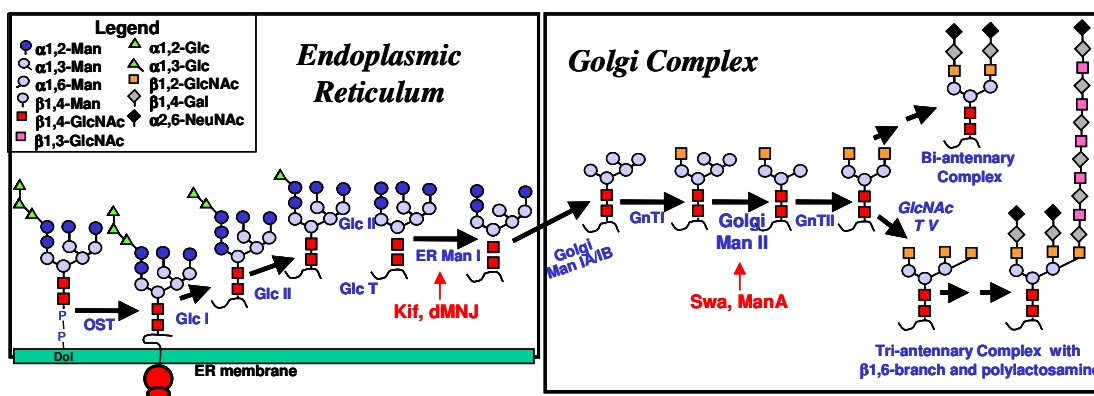 Legend
α1,2-Man
α1,3-Man
α1,6-Man
β1,4-Man
β1,4-GlcNAc
β1,3-GlcNAc
α1,2-Glc
α1,3-Glc
β1,2-GlcNAc
β1,4-Gal
α2,6-NeuNAc
Endoplasmic
Reticulum
Golgi Complex
P
P
Dol
OST
Glc I
Glc II
Glc II
Glc T
ER Man I
Kif, dMNJ
ER membrane
Golgi
Man IA/IB
GnTI
Golgi
Man II
Swa, ManA
GnTII
Bi-antennary
Complex
GlcNAc
T V
Tri-antennary Complex with
β1,6-branch and polylactosamine